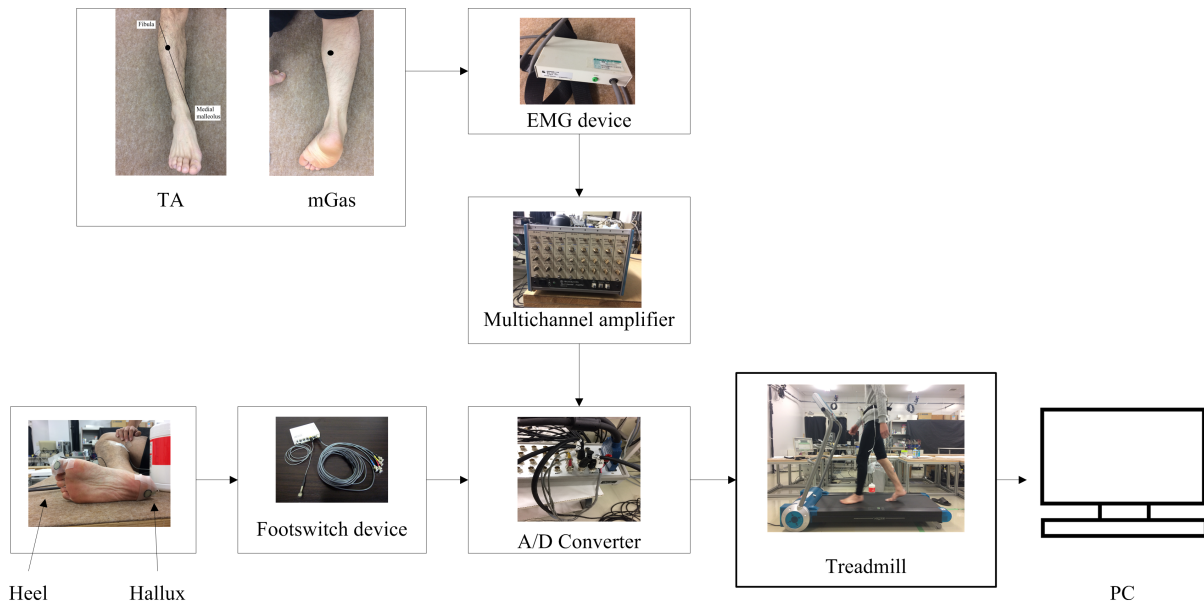 Fibula
Medial
malleolus
TA
mGas
EMG device
Multichannel amplifier
Footswitch device
A/D Converter
Treadmill
Heel
Hallux
PC